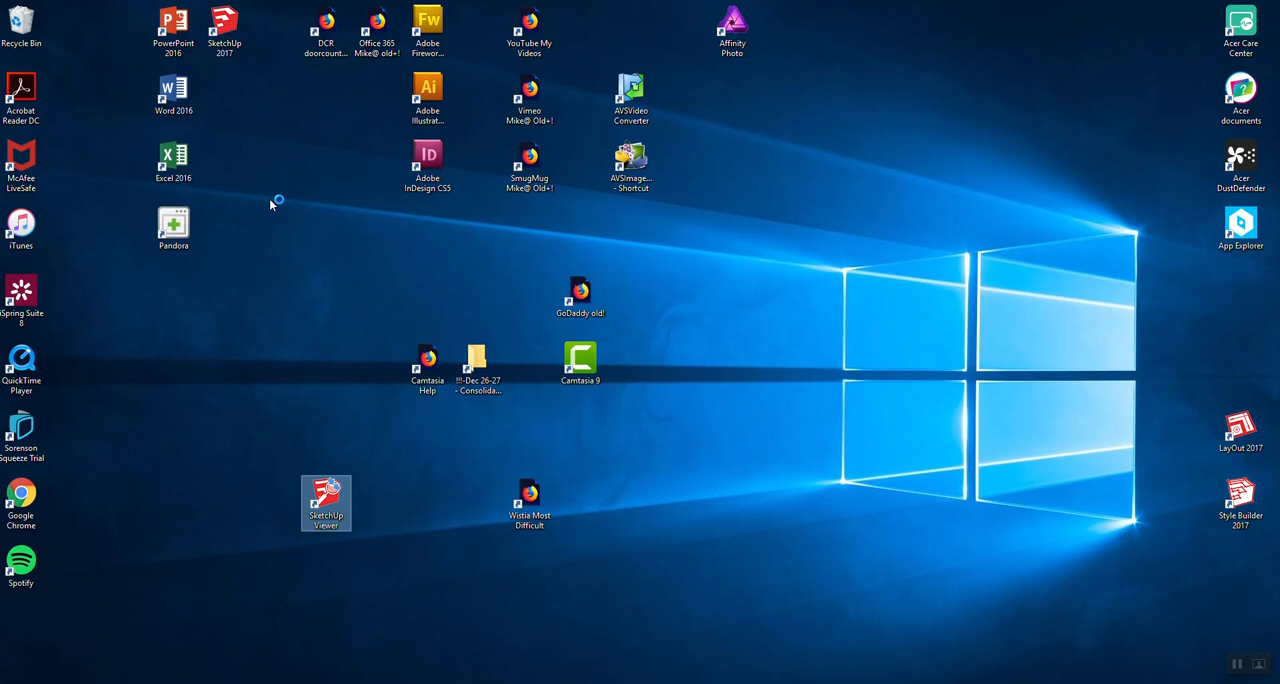 Recycle Bin
PowerPoint
2016
SketchUp
2017
DCR
doorcount...
Office 365
Mike@ old+!
Fw
Adobe
Firewor...
YouTube My
Videos
Affinity
Photo
Acer Care
Center
Acrobat
Reader DC
Word 2016
Ai
Adobe
Illustrat...
Vimeo
Mike@ Old+!
AVSVideo
Converter
Acer
documents
McAfee
LiveSafe
Excel 2016
Id
Adobe
InDesign CS5
SmugMug
Mike@ Old+!
AVSImage...
- Shortcut
Acer
DustDefender
iTunes
Pandora
App Explorer
iSpring Suite
8
GoDaddy old!
QuickTime
Player
Camtasia
Help
!!!-Dec 26-27
- Consolida...
Camtasia 9
Sorenson
Squeeze Trial
LayOut 2017
Google
Chrome
SketchUp
Viewer
Wistia Most
Difficult
Style Builder
2017
Spotify